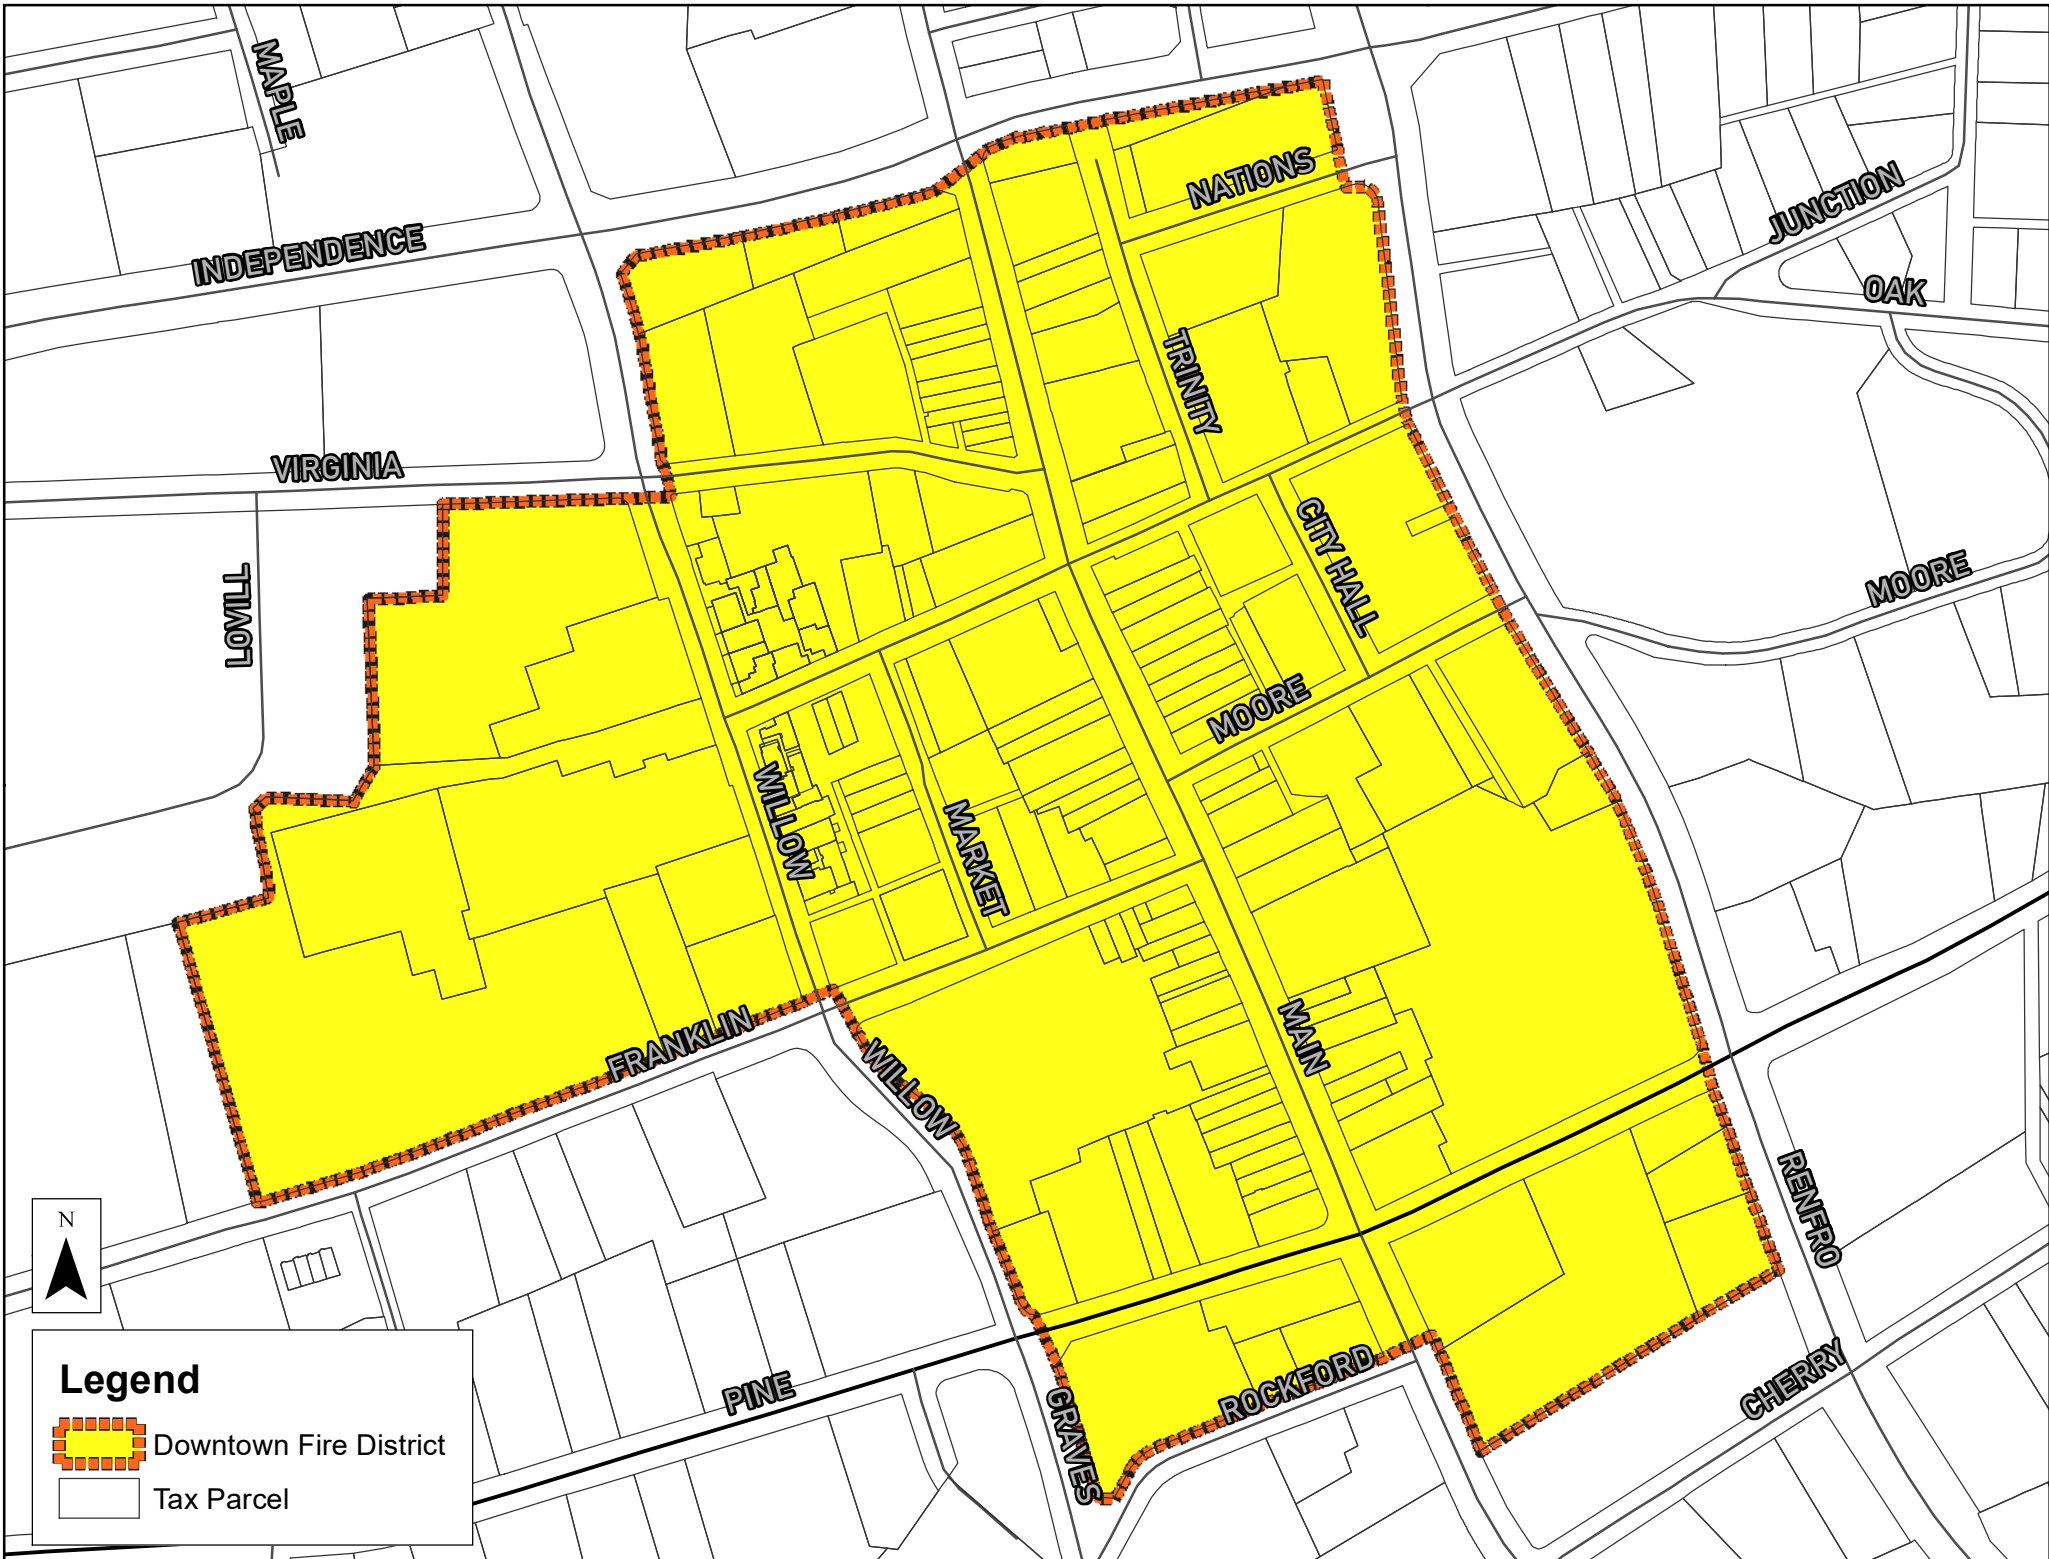 MAPLE
NATIONS
JUNCTION
INDEPENDENCE
OAK
TRINITY
VIRGINIA
CITY HALL
LOVILL
MOORE
MOORE
WILLOW
MARKET
MAIN
FRANKLIN
WILLOW
RENFRO
N
PINE
GRAVES
ROCKFORD
CHERRY
Legend
Downtown Fire District
Tax Parcel